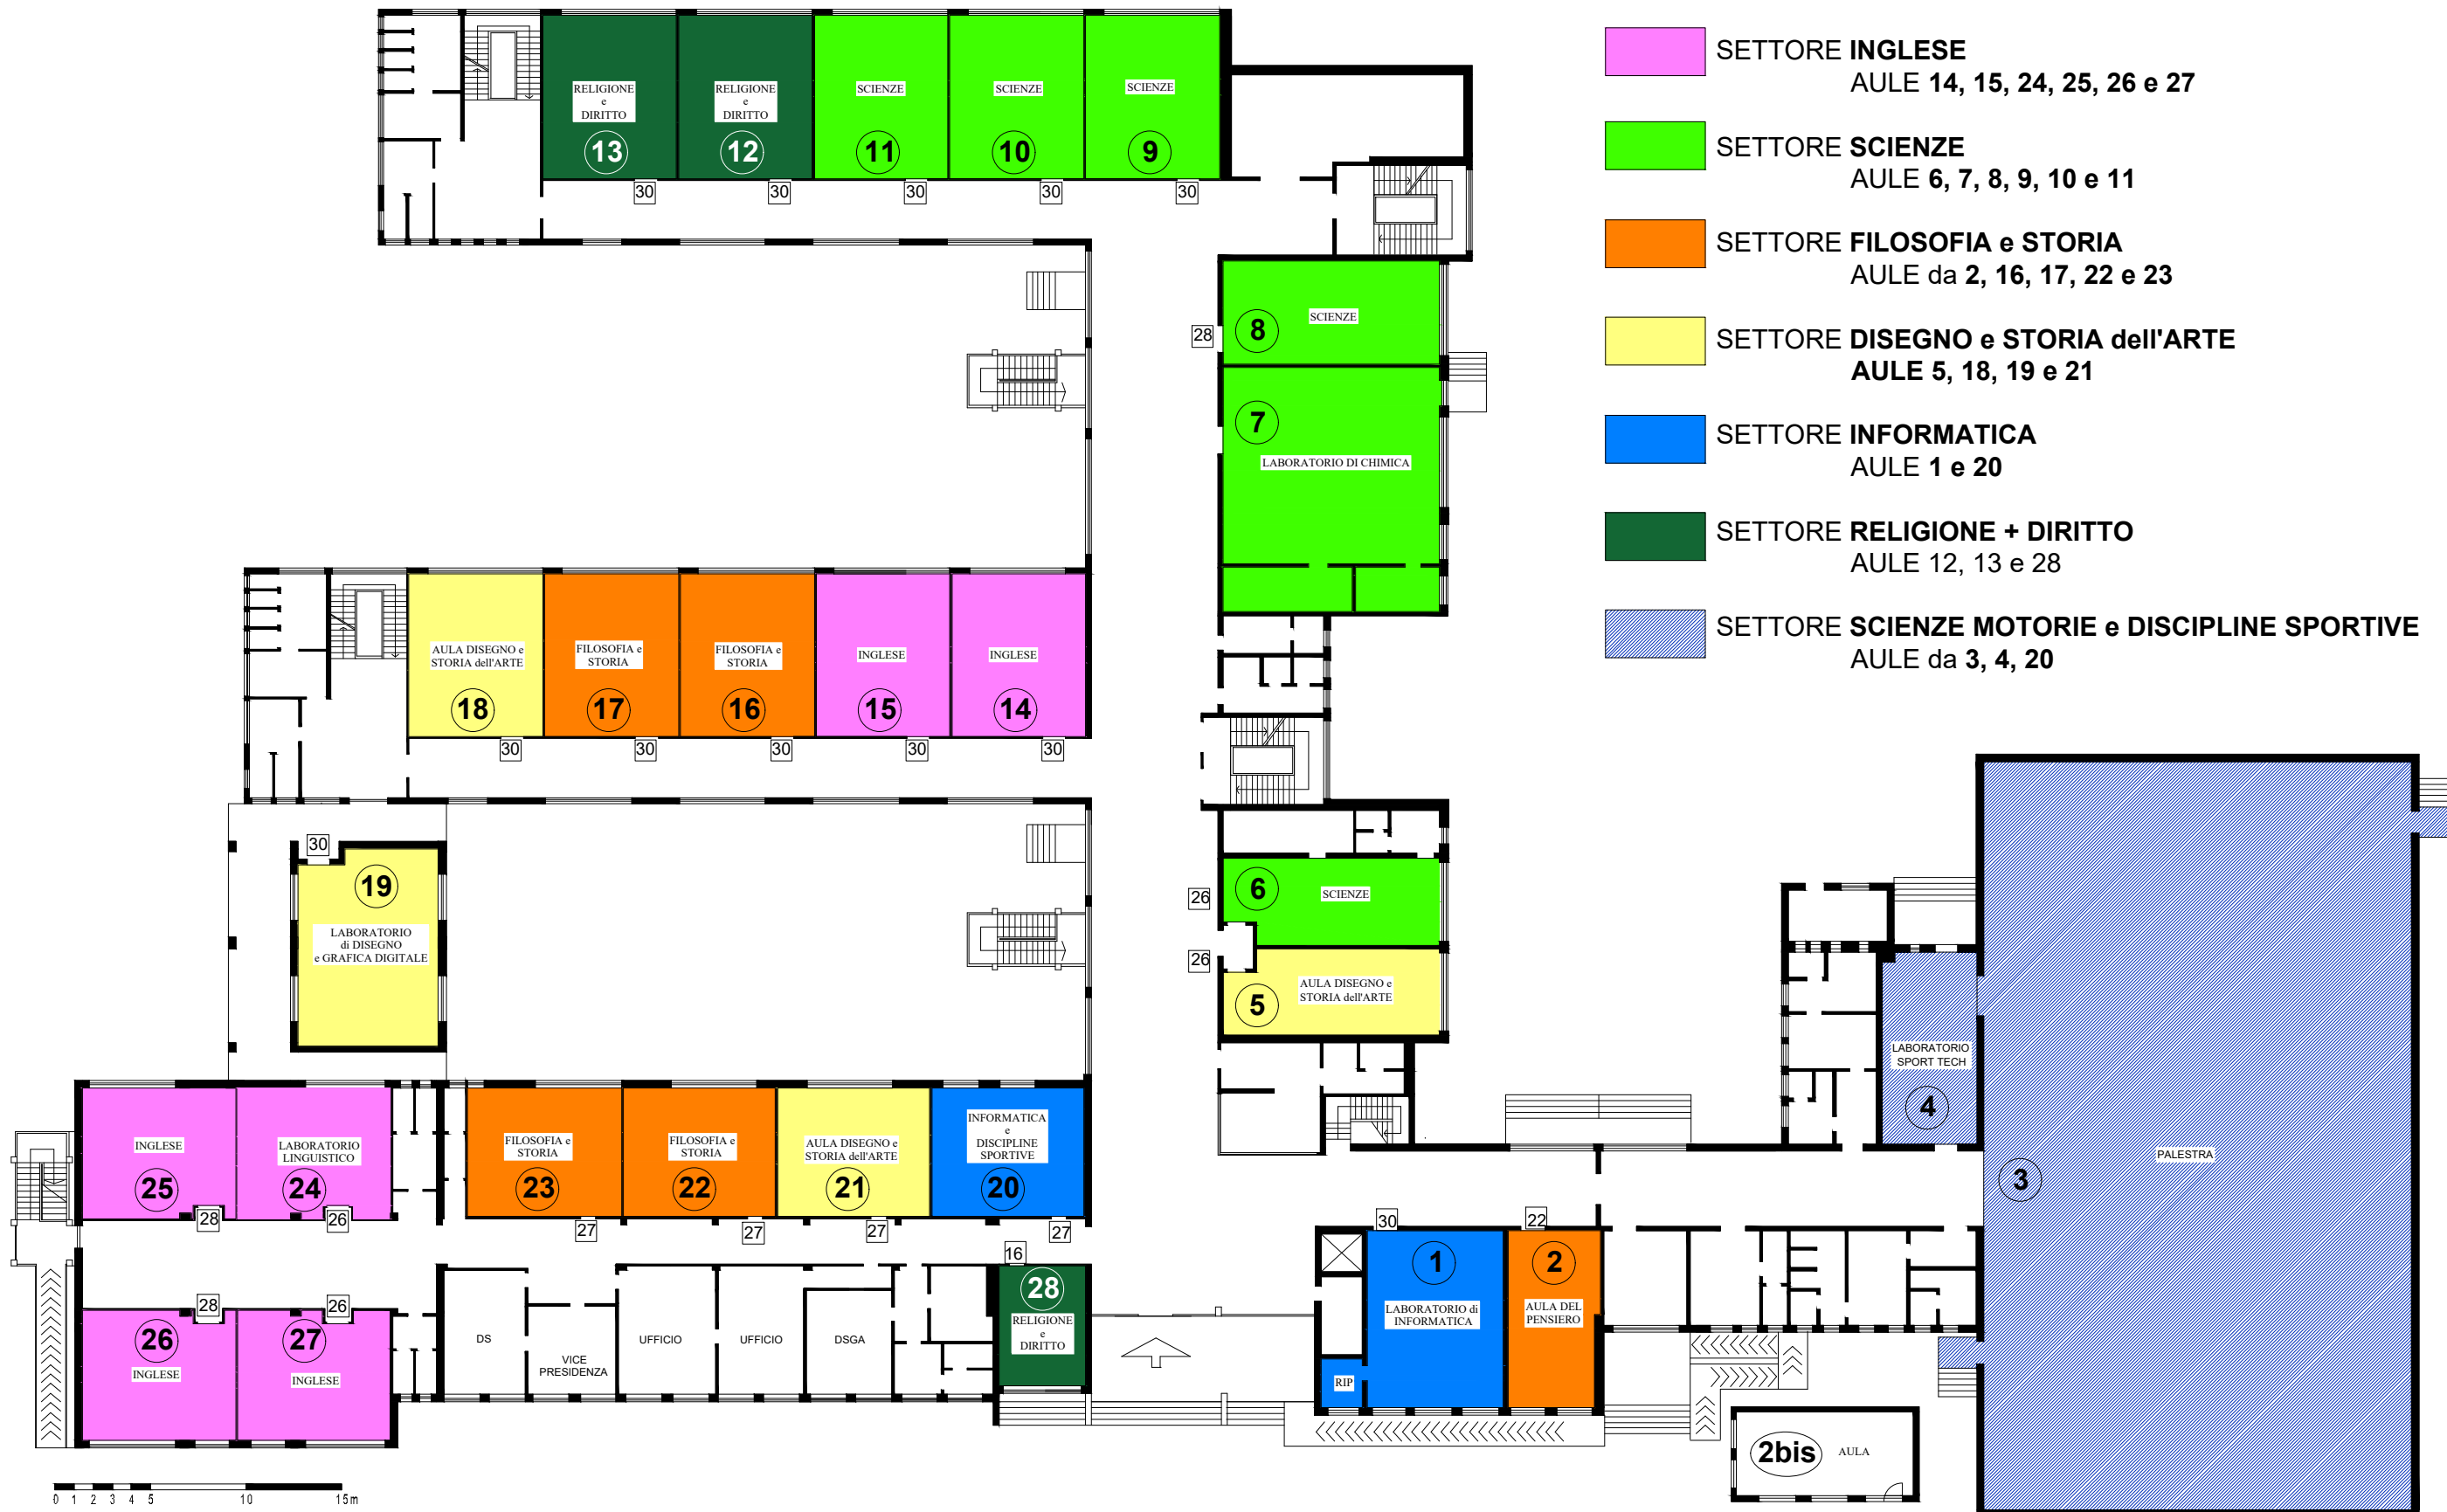 SETTORE INGLESE
AULE 14, 15, 24, 25, 26 e 27
SETTORE SCIENZE
AULE 6, 7, 8, 9, 10 e 11
SETTORE FILOSOFIA e STORIA
AULE da 2, 16, 17, 22 e 23
SETTORE DISEGNO e STORIA dell'ARTE
AULE 5, 18, 19 e 21
SETTORE INFORMATICA
AULE 1 e 20
SETTORE RELIGIONE + DIRITTO
AULE 12, 13 e 28
SETTORE SCIENZE MOTORIE e DISCIPLINE SPORTIVE
AULE da 3, 4, 20
RELIGIONE
e
DIRITTO
13
30
RELIGIONE
e
DIRITTO
12
30
SCIENZE
11
30
SCIENZE
10
30
SCIENZE
9
30
8
SCIENZE
28
7
LABORATORIO DI CHIMICA
AULA DISEGNO e
STORIA dell'ARTE
18
30
FILOSOFIA e
STORIA
17
30
FILOSOFIA e
STORIA
16
30
INGLESE
15
30
INGLESE
14
30
30
19
LABORATORIO
di DISEGNO
e GRAFICA DIGITALE
26
6
SCIENZE
26
5
AULA DISEGNO e
STORIA dell'ARTE
LABORATORIO
SPORT TECH
4
3
PALESTRA
INGLESE
25
28
LABORATORIO
LINGUISTICO
24
26
FILOSOFIA e
STORIA
23
27
FILOSOFIA e
STORIA
22
27
AULA DISEGNO e
STORIA dell'ARTE
21
27
INFORMATICA
e
DISCIPLINE
SPORTIVE
20
27
28
26
INGLESE
26
27
INGLESE
DS
VICE
PRESIDENZA
UFFICIO
UFFICIO
DSGA
16
28
RELIGIONE
e
DIRITTO
30
1
LABORATORIO di
INFORMATICA
RIP
22
2
AULA DEL
PENSIERO
2bis
AULA
0 1 2 3 4 5 10 15m